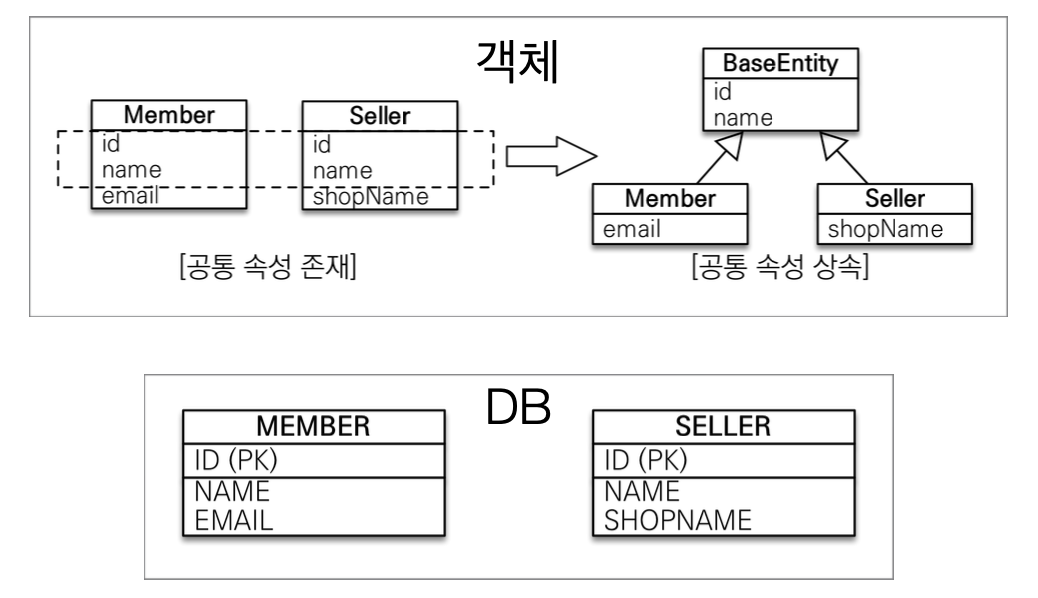 객체
Member
id
name
email
Seller
id
name
shopName
[공통 속성 존재]
BaseEntity
id
name
Member
email
Seller
shopName
[공통 속성 상속]
DB
MEMBER
ID (PK)
NAME
EMAIL
SELLER
ID (PK)
NAME
SHOPNAME